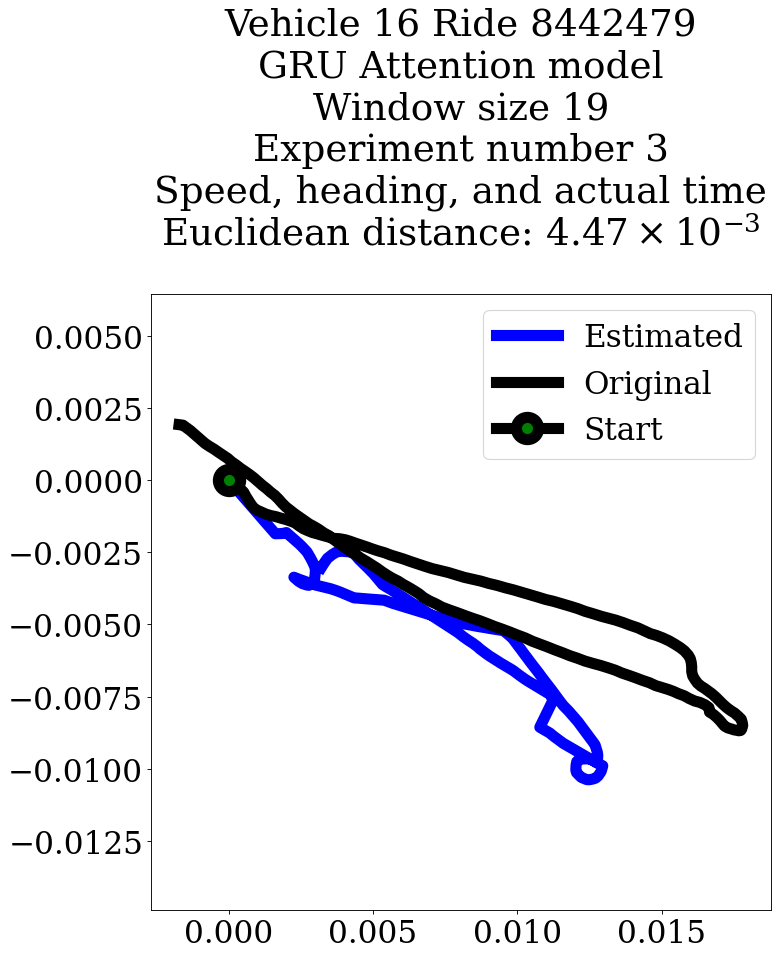 Vehicle 16 Ride 8442479
GRU Attention model
Window size 19
Experiment number 3
Speed, heading, and actual time
Euclidean distance: 4.47 × 10⁻³
Estimated
Original
Start
0.0050
0.0025
0.0000
−0.0025
−0.0050
−0.0075
−0.0100
−0.0125
0.000 0.005 0.010 0.015